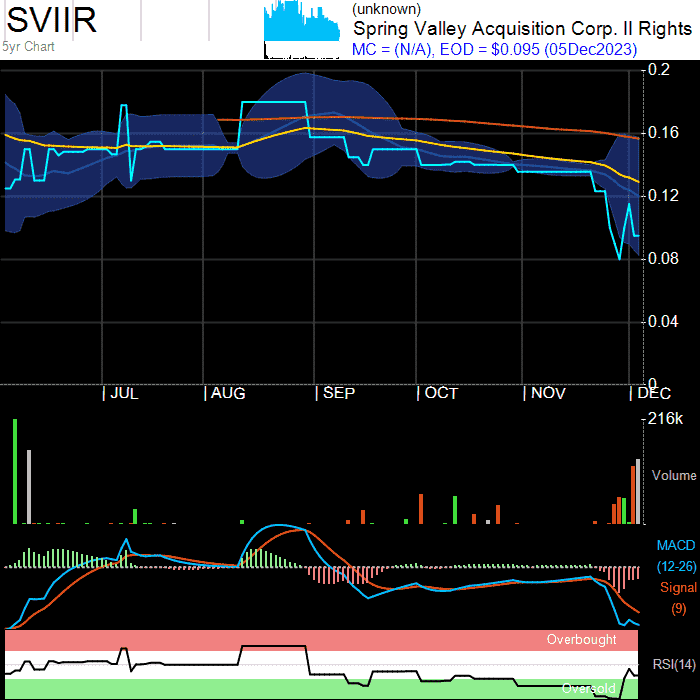 SVIIR
5yr Chart
(unknown)
Spring Valley Acquisition Corp. II Rights
MC = (N/A), EOD = $0.095 (05Dec2023)
0.2
0.16
0.12
0.08
0.04
0
JUL AUG SEP OCT NOV DEC
216k
Volume
MACD
(12-26)
Signal
(9)
Overbought
RSI(14)
Oversold